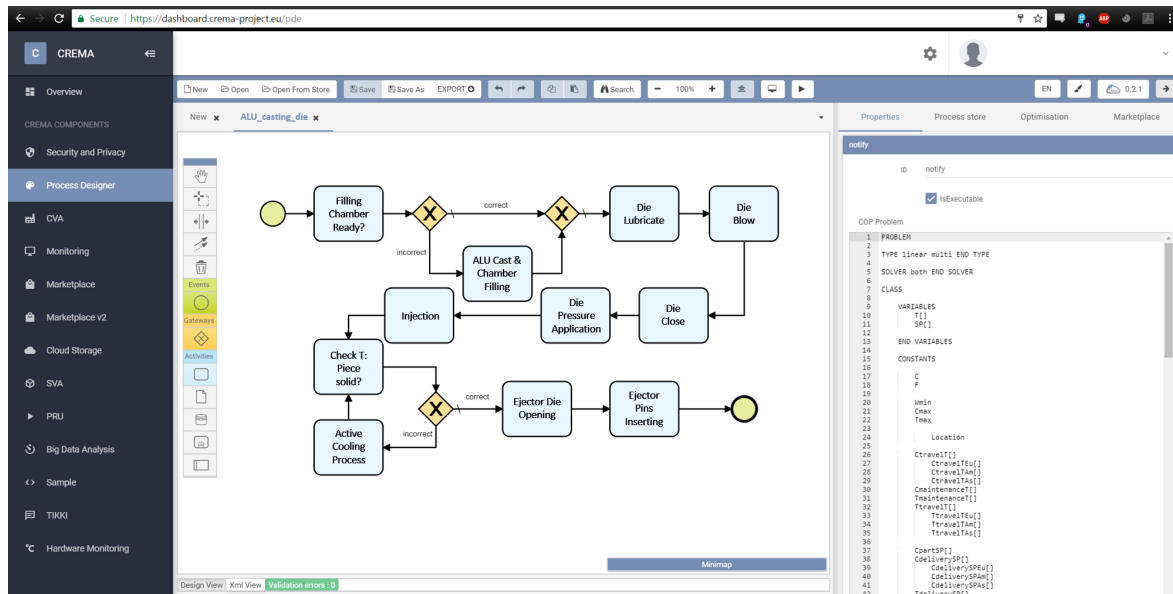 Secure | https://dashboard.crema-project.eu/pde
0
ABP
C CREMA
Overview
CREMA COMPONENTS
Security and Privacy
Process Designer
CVA
Monitoring
Marketplace
Marketplace v2
Cloud Storage
SVA
PRU
Big Data Analysis
Sample
TIKKI
°C Hardware Monitoring
New Open Open From Store Save Save As EXPORT Search 100% EN 0.2.1
New x ALU_casting_die x
Events
Gateways
Activities
Filling Chamber Ready?
X
correct
incorrect
ALU Cast & Chamber Filling
X
Die Lubricate
Die Blow
Die Close
Die Pressure Application
Injection
Check T: Piece solid?
X
correct
incorrect
Active Cooling Process
Ejector Die Opening
Ejector Pins Inserting
Minimap
Design View Xml View Validation errors : 0
Properties Process store Optimisation Marketplace
notify
ID notify
IsExecutable
COP Problem
1 PROBLEM
2
3 TYPE linear multi END TYPE
4
5 SOLVER both END SOLVER
6
7 CLASS
8
9 VARIABLES
10 T[]
11 SP[]
12
13 END VARIABLES
14
15 CONSTANTS
16
17 C
18 F
19
20 Wmin
21 Cmax
22 Tmax
23
24 Location
25
26 CtravelT[]
27 CtravelTEu[]
28 CtravelTAm[]
29 CtravelTAs[]
30 CmaintenanceT[]
31 TmaintenanceT[]
32 TtravelT[]
33 TtravelTEu[]
34 TtravelTAm[]
35 TtravelTAs[]
36
37 CpartSP[]
38 CdeliverySP[]
39 CdeliverySPEu[]
40 CdeliverySPAm[]
41 CdeliverySPAs[]
42 TdeliverySP[]